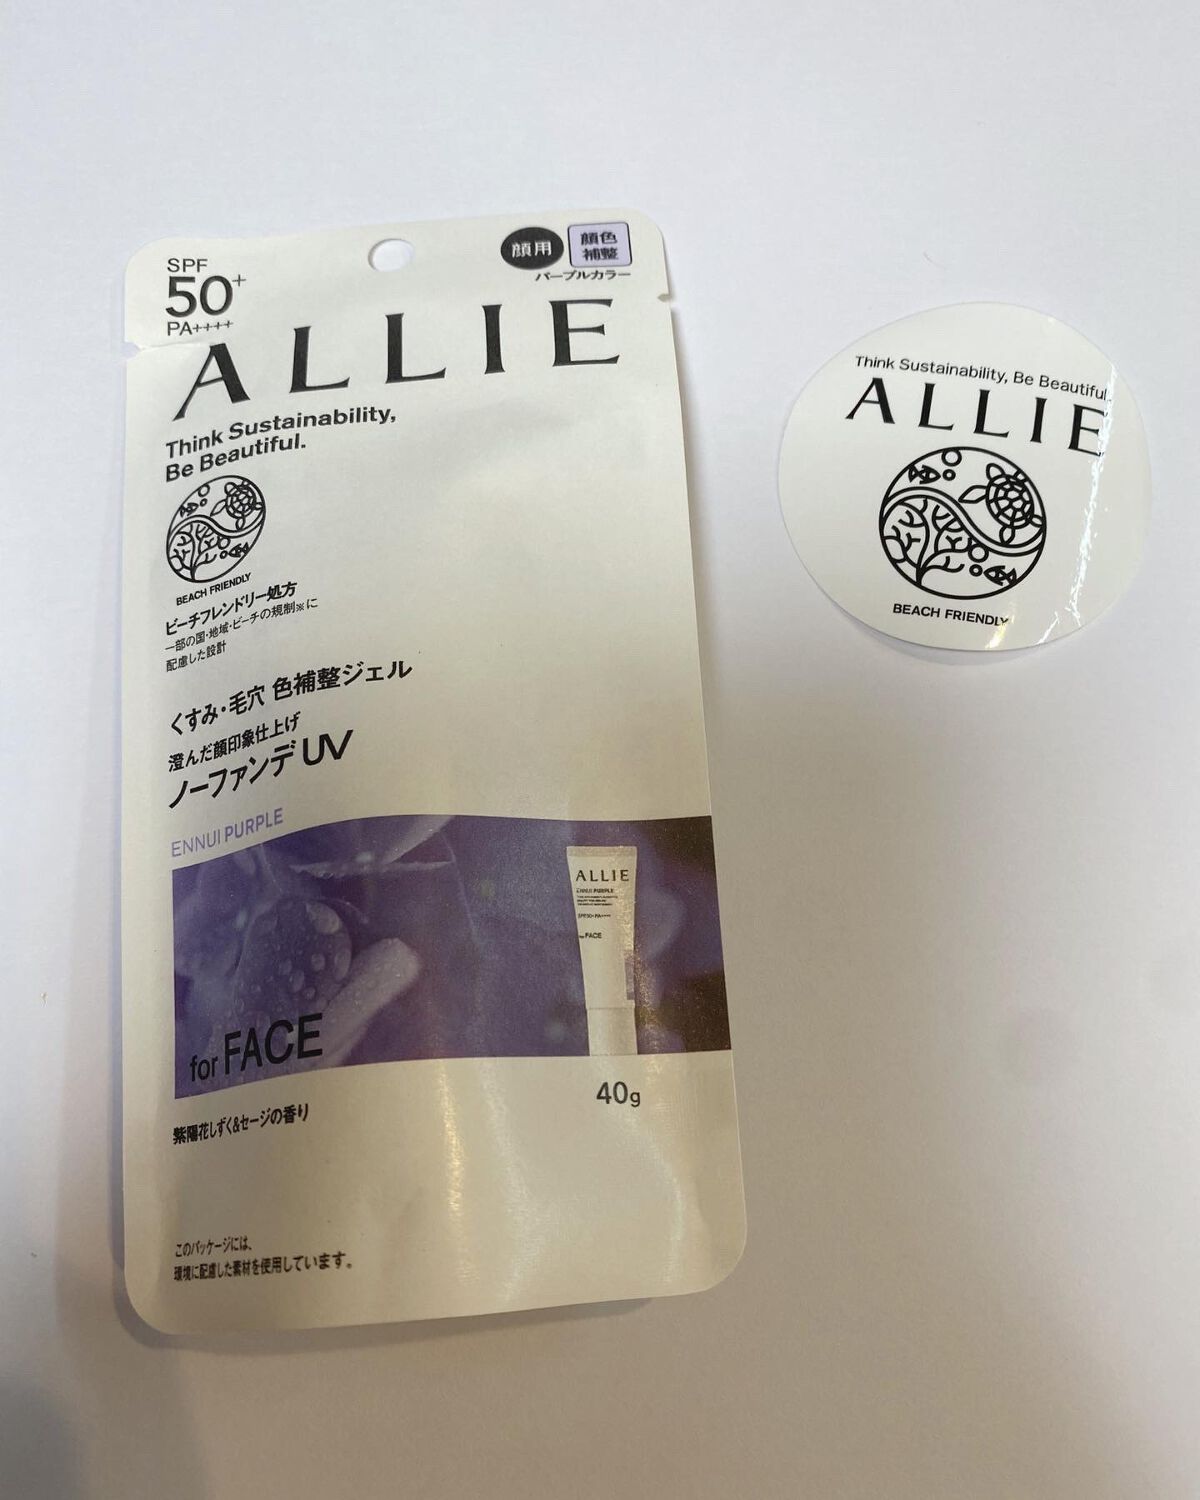 SPF
50+
PA++++
顔用
顔色
補整
パープルカラー
ALLIE
Think Sustainability,
Be Beautiful.
BEACH FRIENDLY
ビーチフレンドリー処方
一部の国・地域・ビーチの規制※に
配慮した設計
くすみ・毛穴 色補整ジェル
澄んだ顔印象仕上げ
ノーファンデUV
ENNUI PURPLE
ALLIE
ENNUI PURPLE
SPF50+ PA++++
for FACE
for FACE
40g
紫陽花しずく&セージの香り
このパッケージには、
環境に配慮した素材を使用しています。
Think Sustainability, Be Beautiful.
ALLIE
BEACH FRIENDLY